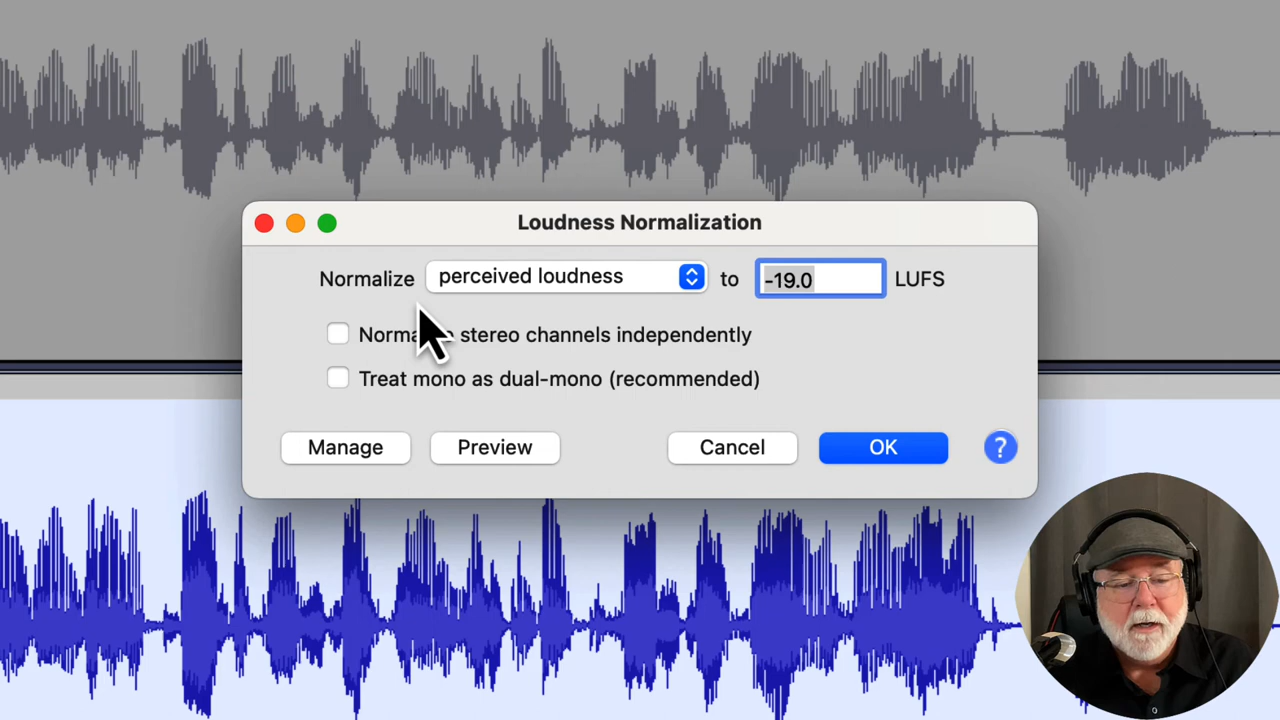 Loudness Normalization
Normalize perceived loudness to -19.0 LUFS
Norma stereo channels independently
Treat mono as dual-mono (recommended)
Manage Preview Cancel OK ?